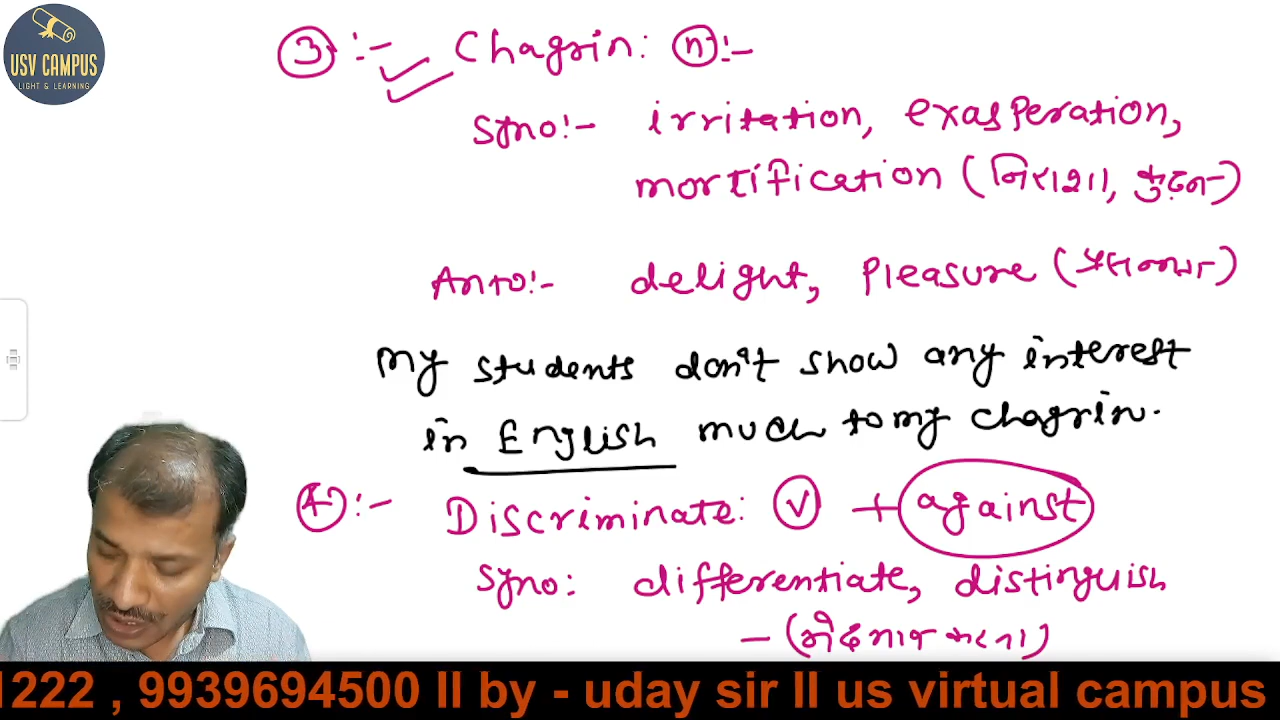 USV CAMPUS
LIGHT & LEARNING
3 :- Chagrin: n :-
Syno:- irritation, exasperation,
mortification (निराशा, कुढ़न)
Anto:- delight, pleasure (प्रसन्नता)
My students don't show any interest
in English much to my chagrin.
4 :- Discriminate: v + against
Syno: differentiate, distinguish
- (भेदभाव करना)
1222 , 9939694500 ll by - uday sir ll us virtual campus